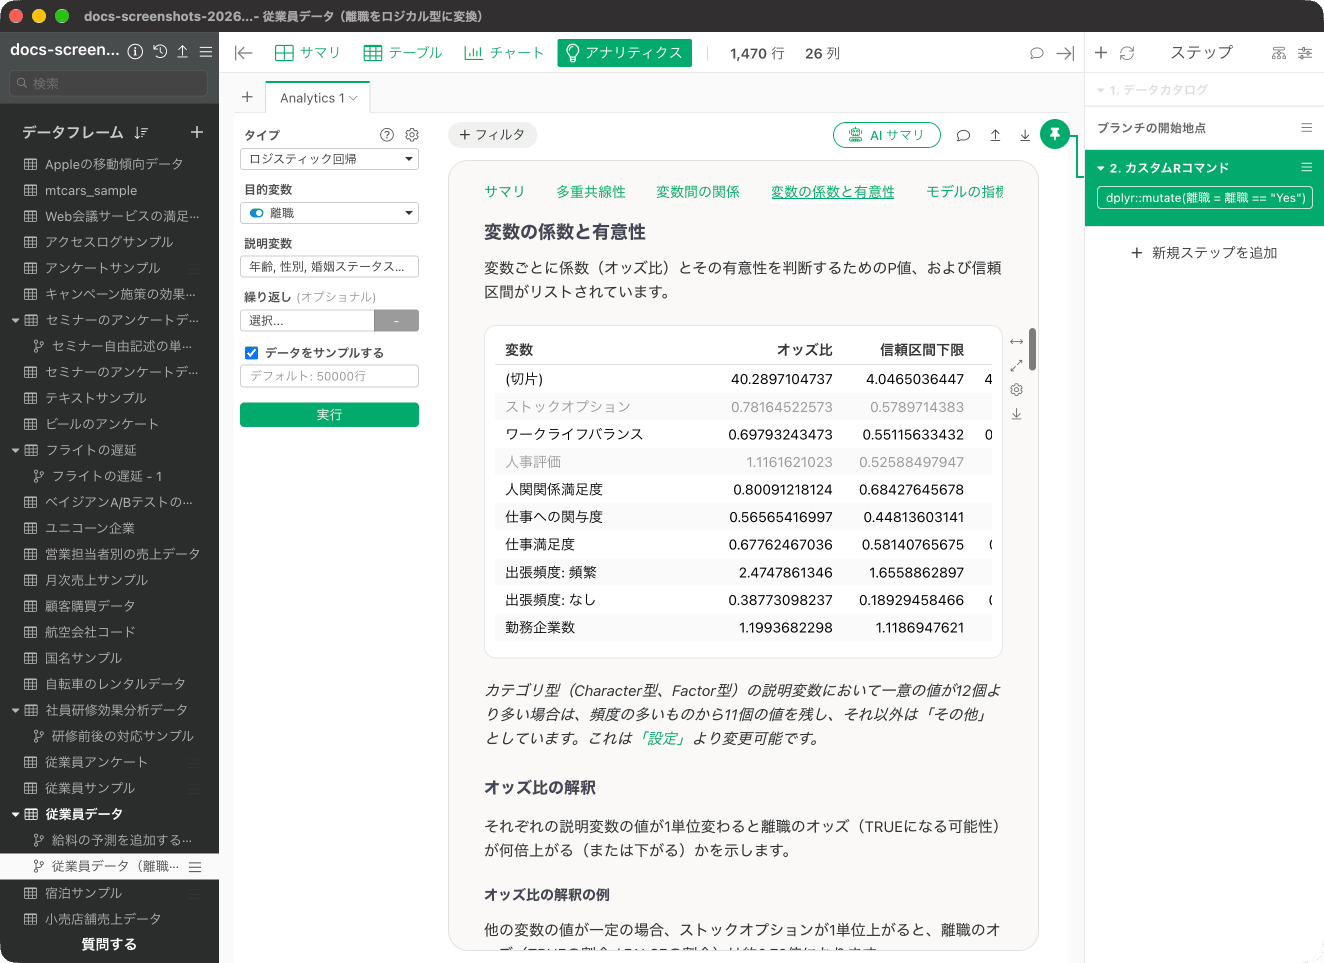 docs-screenshots-2026...- 従業員データ（離職をロジカル型に変換）
docs-screen...
検索
データフレーム
Appleの移動傾向データ
mtcars_sample
Web会議サービスの満足…
アクセスログサンプル
アンケートサンプル
キャンペーン施策の効果…
セミナーのアンケートデ…
セミナー自由記述の単…
セミナーのアンケートデ…
テキストサンプル
ビールのアンケート
フライトの遅延
フライトの遅延 - 1
ベイジアンA/Bテストの…
ユニコーン企業
営業担当者別の売上データ
月次売上サンプル
顧客購買データ
航空会社コード
国名サンプル
自転車のレンタルデータ
社員研修効果分析データ
研修前後の対応サンプル
従業員アンケート
従業員サンプル
従業員データ
給料の予測を追加する…
従業員データ（離職…
宿泊サンプル
小売店舗売上データ
質問する
サマリ
テーブル
チャート
アナリティクス
1,470 行
26 列
Analytics 1
タイプ
ロジスティック回帰
目的変数
離職
説明変数
年齢, 性別, 婚姻ステータス...
繰り返し (オプショナル)
選択...
-
データをサンプルする
デフォルト: 50000行
実行
+ フィルタ
AI サマリ
サマリ
多重共線性
変数間の関係
変数の係数と有意性
モデルの指標
変数の係数と有意性
変数ごとに係数（オッズ比）とその有意性を判断するためのP値、および信頼
区間がリストされています。
変数 オッズ比 信頼区間下限
(切片) 40.2897104737 4.0465036447 4
ストックオプション 0.78164522573 0.5789714383
ワークライフバランス 0.69793243473 0.55115633432 0
人事評価 1.1161621023 0.52588497947
人関関係満足度 0.80091218124 0.68427645678
仕事への関与度 0.56565416997 0.44813603141
仕事満足度 0.67762467036 0.58140765675
出張頻度: 頻繁 2.4747861346 1.6558862897
出張頻度: なし 0.38773098237 0.18929458466
勤務企業数 1.1993682298 1.1186947621
カテゴリ型（Character型、Factor型）の説明変数において一意の値が12個よ
り多い場合は、頻度の多いものから11個の値を残し、それ以外は「その他」
としています。これは「設定」より変更可能です。
オッズ比の解釈
それぞれの説明変数の値が1単位変わると離職のオッズ（TRUEになる可能性）
が何倍上がる（または下がる）かを示します。
オッズ比の解釈の例
他の変数の値が一定の場合、ストックオプションが1単位上がると、離職のオ
ステップ
1. データカタログ
ブランチの開始地点
2. カスタムRコマンド
dplyr::mutate(離職 = 離職 == "Yes")
+ 新規ステップを追加